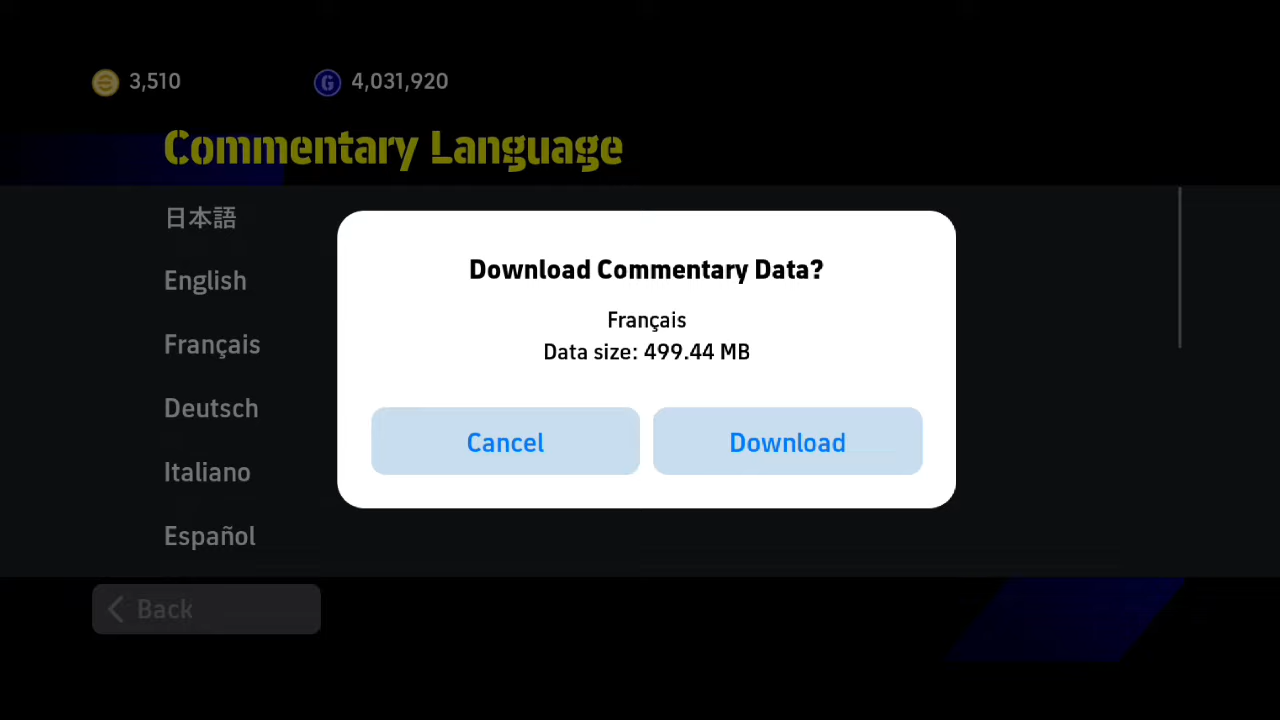 3,510
4,031,920
Commentary Language
日本語
English
Français
Deutsch
Italiano
Español
Download Commentary Data?
Français
Data size: 499.44 MB
Cancel
Download
Back